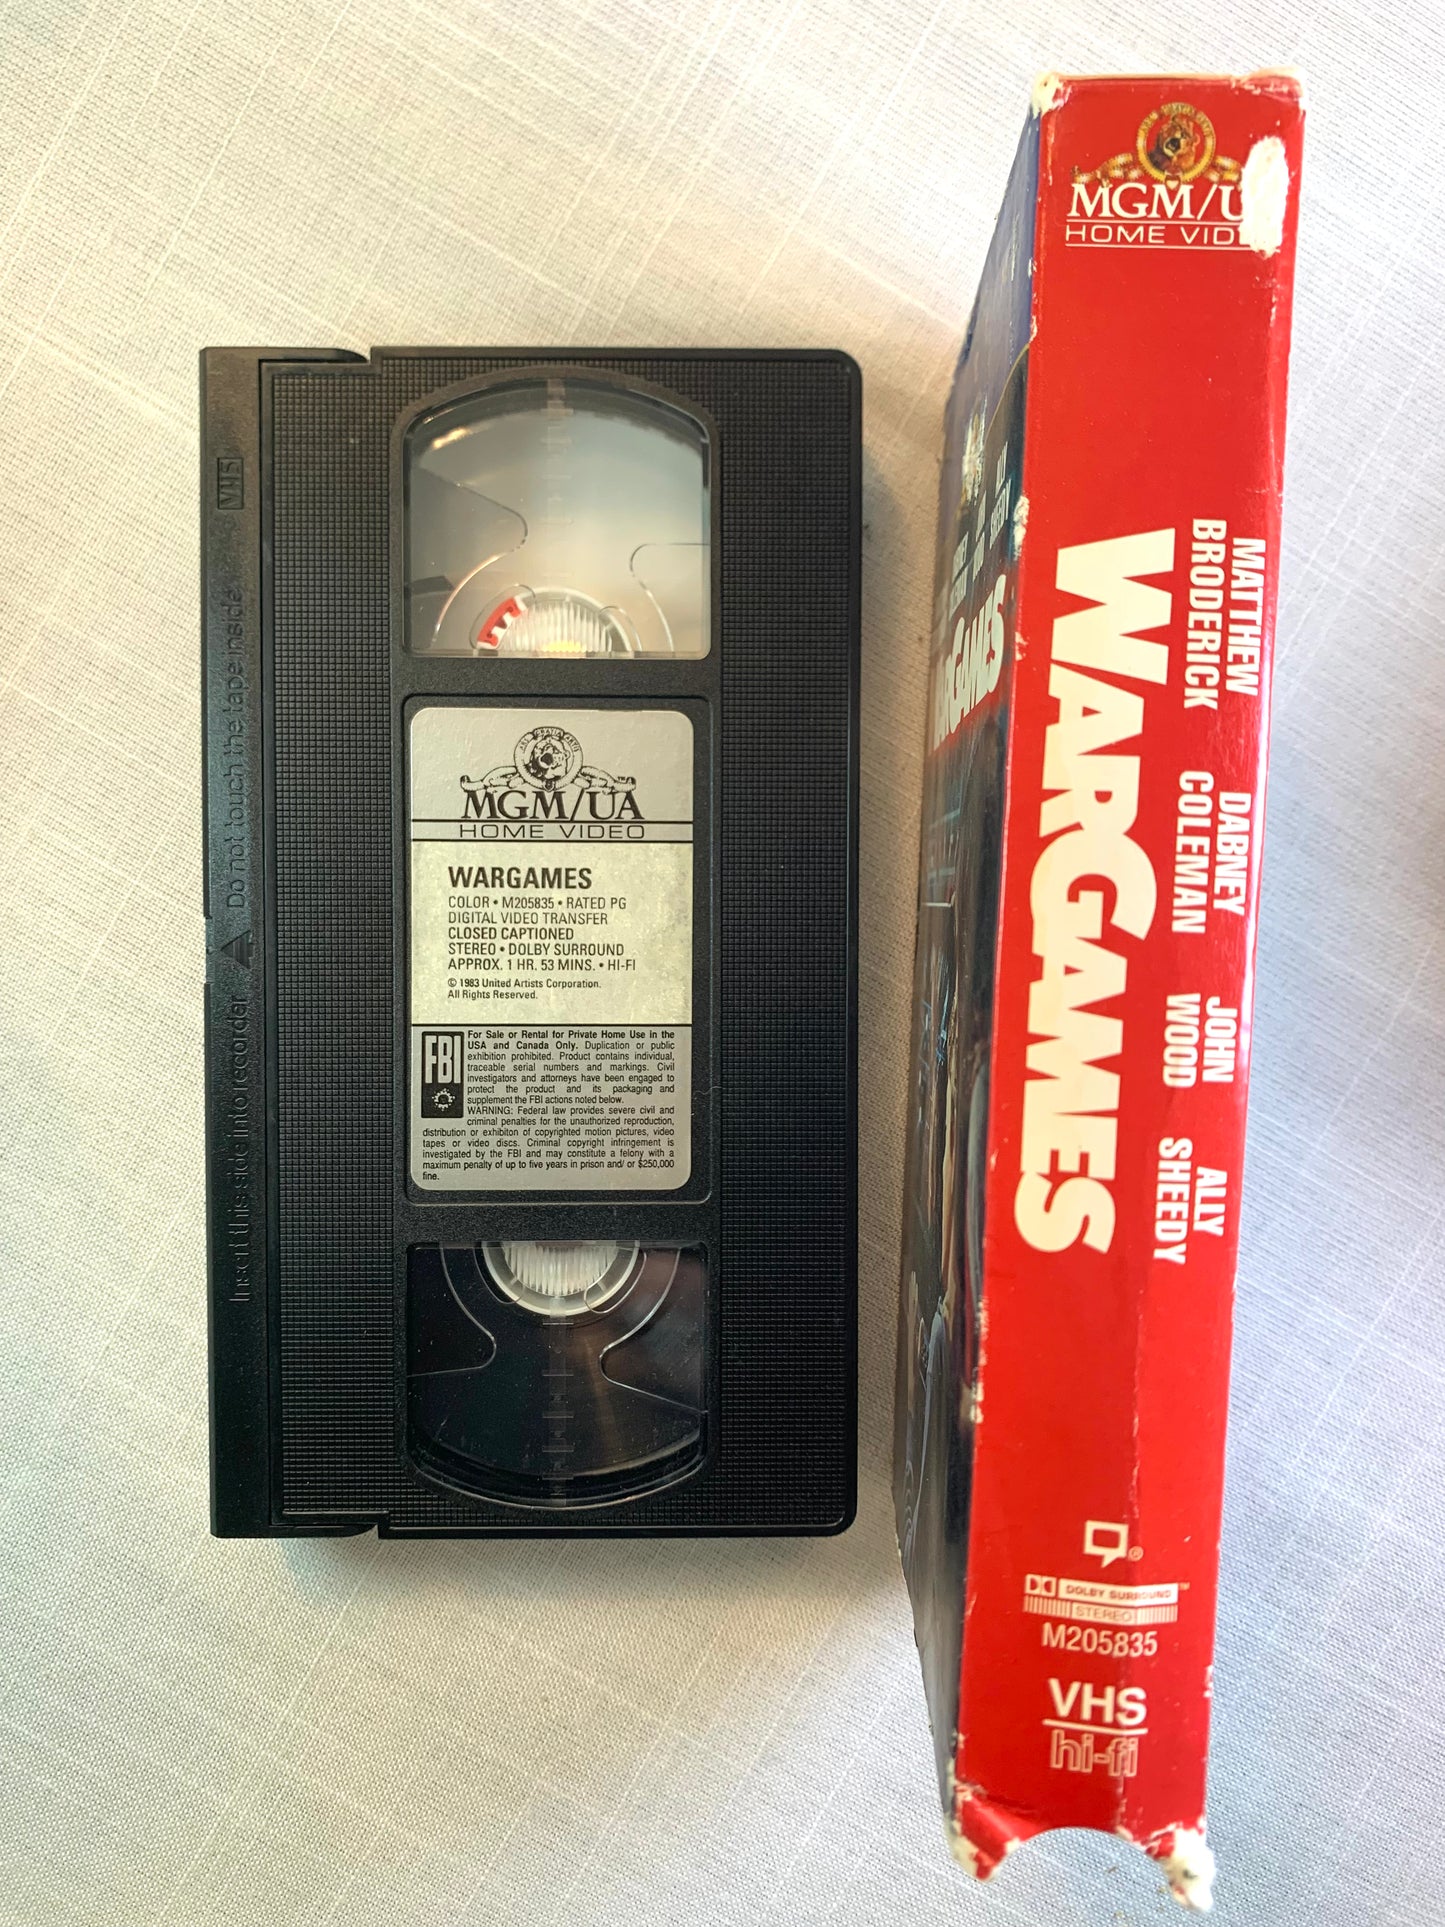 VHS
Do not touch the tape inside
Insert this side into recorder
ARS GRATIA ARTIS
MGM/UA
HOME VIDEO
WARGAMES
COLOR • M205835 • RATED PG
DIGITAL VIDEO TRANSFER
CLOSED CAPTIONED
STEREO • DOLBY SURROUND
APPROX. 1 HR. 53 MINS. • HI-FI
© 1983 United Artists Corporation.
All Rights Reserved.
FBI
For Sale or Rental for Private Home Use in the
USA and Canada Only. Duplication or public
exhibition prohibited. Product contains individual,
traceable serial numbers and markings. Civil
investigators and attorneys have been engaged to
protect the product and its packaging and
supplement the FBI actions noted below.
WARNING: Federal law provides severe civil and
criminal penalties for the unauthorized reproduction,
distribution or exhibiton of copyrighted motion pictures, video
tapes or video discs. Criminal copyright infringement is
investigated by the FBI and may constitute a felony with a
maximum penalty of up to five years in prison and/ or $250,000
fine.
ALLY
SHEEDY
WARGAMES
MGM/U
HOME VID
MATTHEW
BRODERICK
DABNEY
COLEMAN
JOHN
WOOD
ALLY
SHEEDY
WARGAMES
DOLBY SURROUND™
STEREO
M205835
VHS
hi-fi